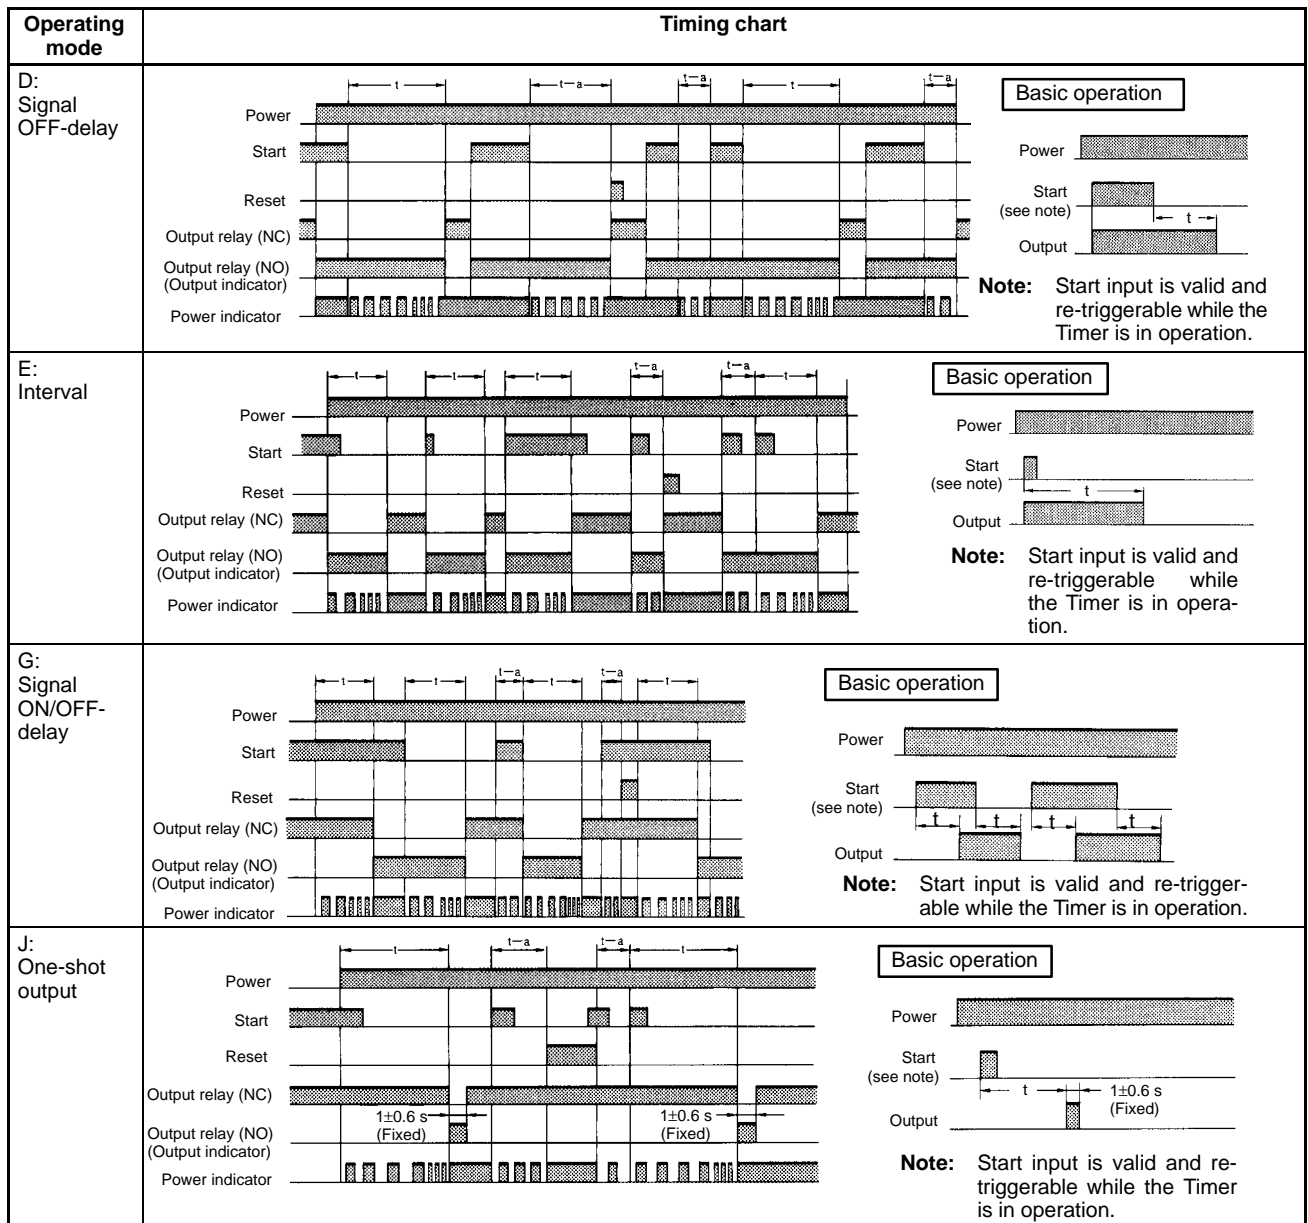 Operating
mode
Timing chart
D:
Signal
OFF-delay
t
t—a
t—a
t
t—a
Power
Start
Reset
Output relay (NC)
Output relay (NO)
(Output indicator)
Power indicator
Basic operation
Power
Start
(see note)
t
Output
Note: Start input is valid and
re-triggerable while the
Timer is in operation.
E:
Interval
t
t
t
t—a
t—a
t
Power
Start
Reset
Output relay (NC)
Output relay (NO)
(Output indicator)
Power indicator
Basic operation
Power
Start
(see note)
t
Output
Note: Start input is valid and
re-triggerable while
the Timer is in opera-
tion.
G:
Signal
ON/OFF-
delay
t
t
t—a
t
t—a
t
Power
Start
Reset
Output relay (NC)
Output relay (NO)
(Output indicator)
Power indicator
Basic operation
Power
Start
(see note)
t
t
t
t
Output
Note: Start input is valid and re-trigger-
able while the Timer is in operation.
J:
One-shot
output
t
t—a
t—a
t
Power
Start
Reset
Output relay (NC)
1±0.6 s
(Fixed)
1±0.6 s
(Fixed)
Output relay (NO)
(Output indicator)
Power indicator
Basic operation
Power
Start
(see note)
t
1±0.6 s
(Fixed)
Output
Note: Start input is valid and re-
triggerable while the Timer
is in operation.